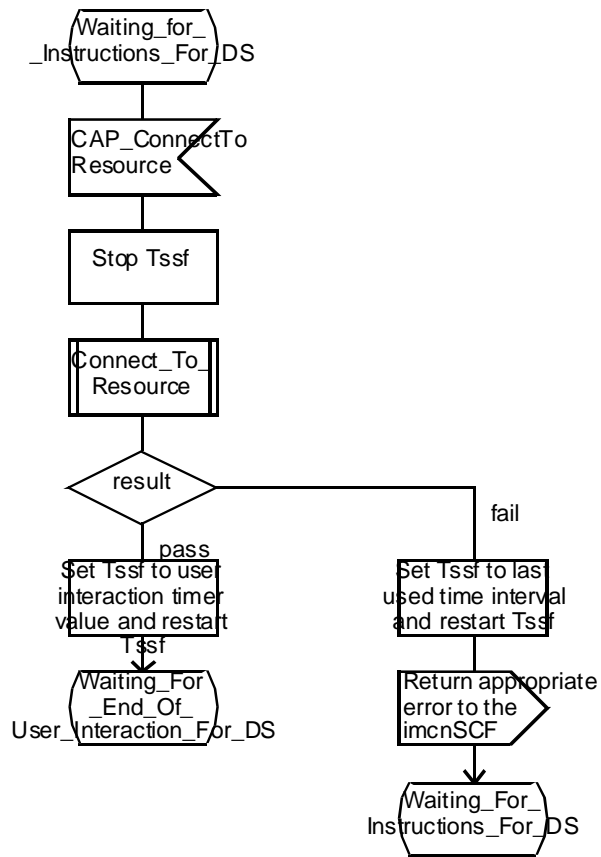 Waiting_for_
_Instructions_For_DS
CAP_ConnectTo
Resource
Stop Tssf
Connect_To_
Resource
result
fail
pass
Set Tssf to user
interaction timer
value and restart
Tssf
Set Tssf to last
used time interval
and restart Tssf
Waiting_For
_End_Of_
User_Interaction_For_DS
Return appropriate
error to the
imcnSCF
Waiting_For_
Instructions_For_DS